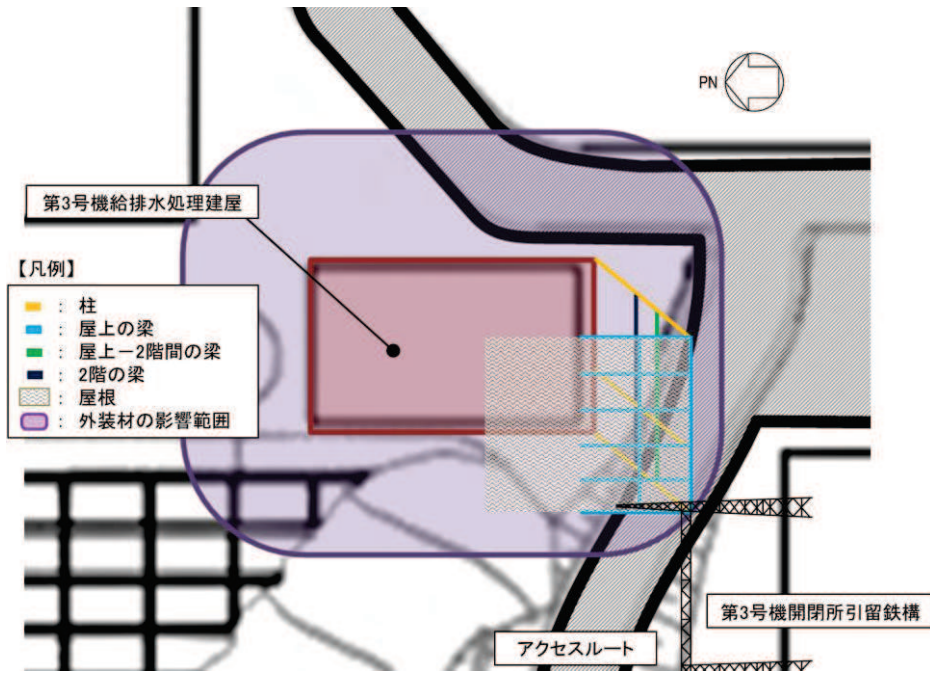 PN
第3号機給排水処理建屋
【凡例】
： 柱
： 屋上の梁
： 屋上－2階間の梁
： 2階の梁
： 屋根
： 外装材の影響範囲
第3号機開閉所引留鉄構
アクセスルート